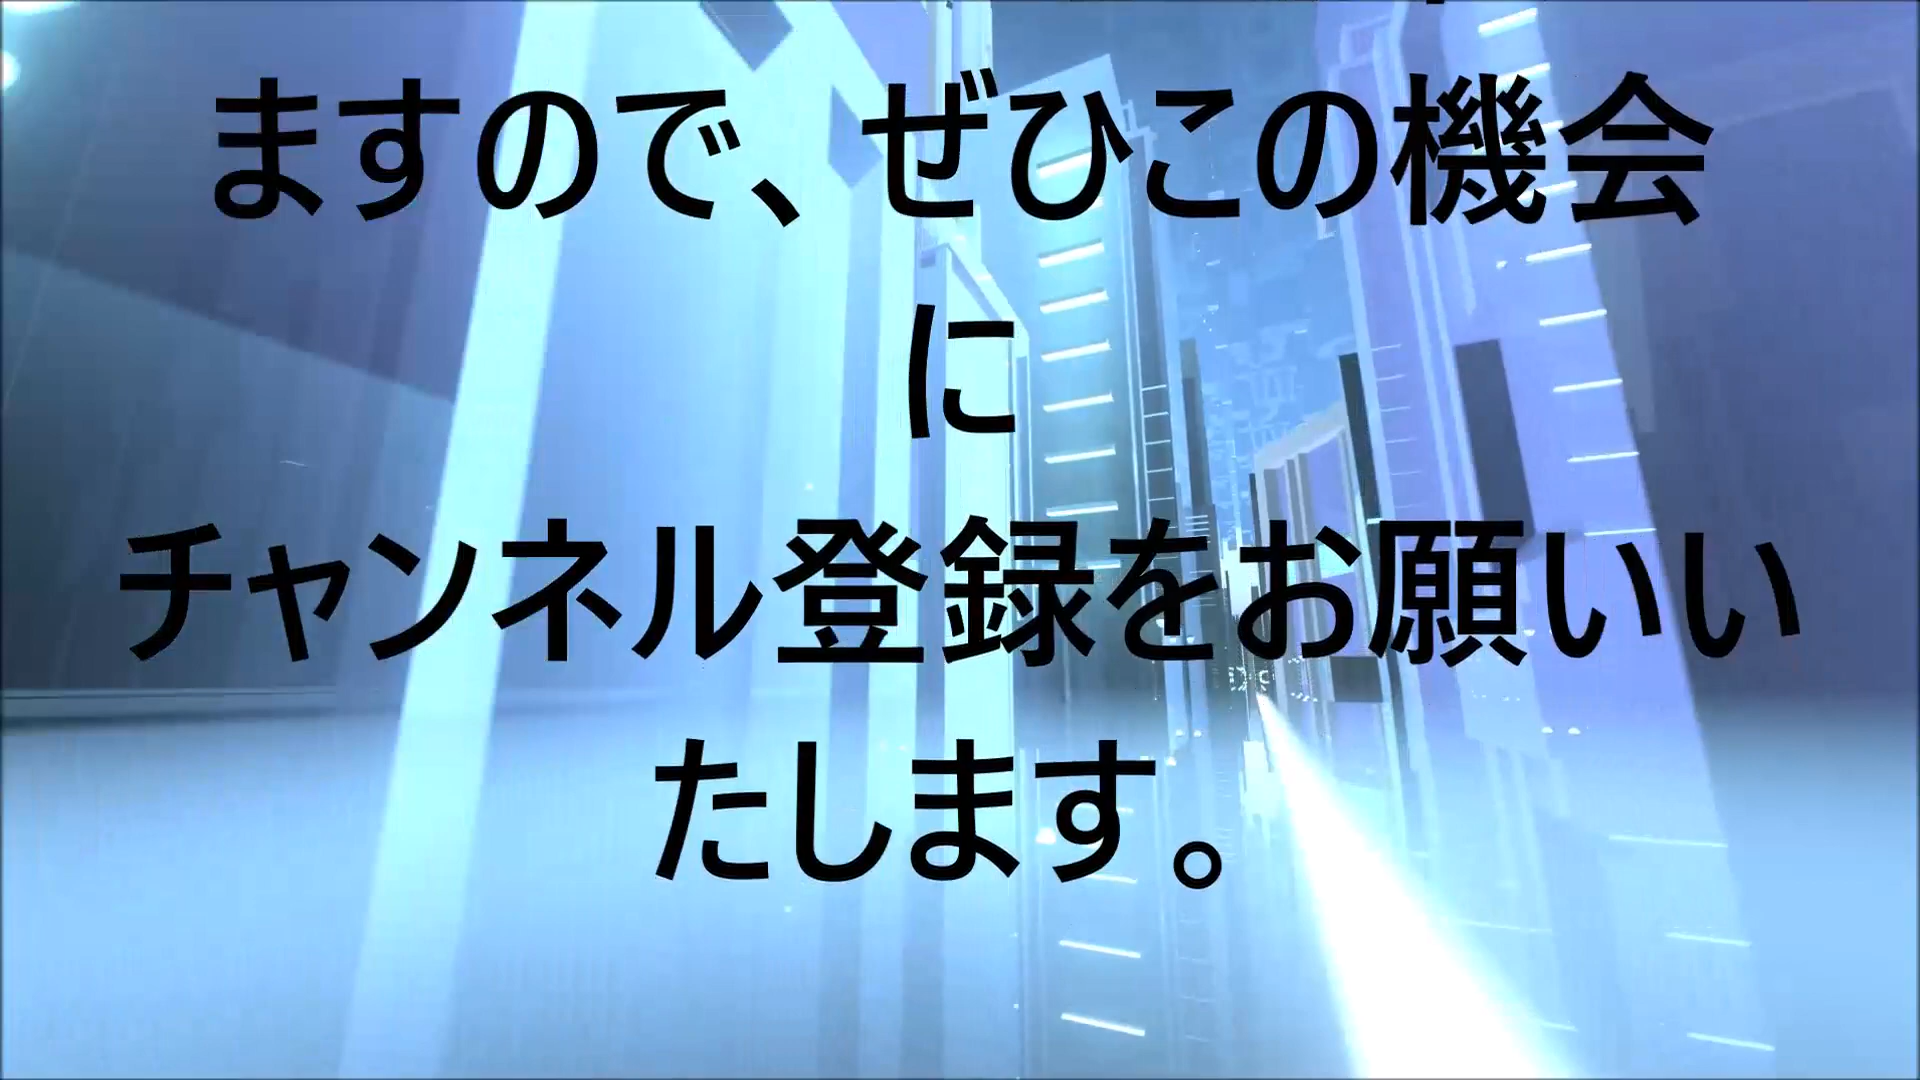 ますので、ぜひこの機会
に
チャンネル登録をお願いい
たします。